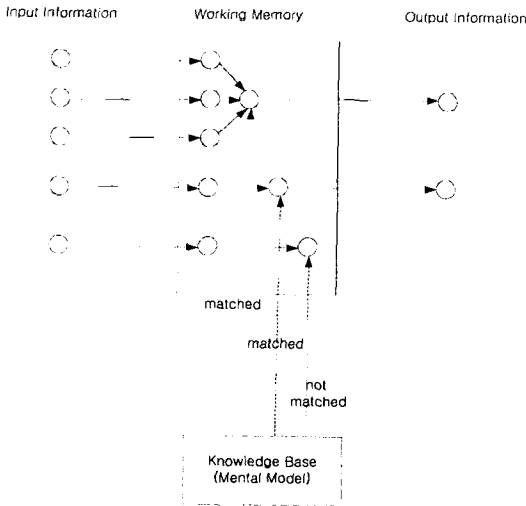 Input Information
Working Memory
Output Information
matched
matched
not
matched
Knowledge Base
(Mental Model)